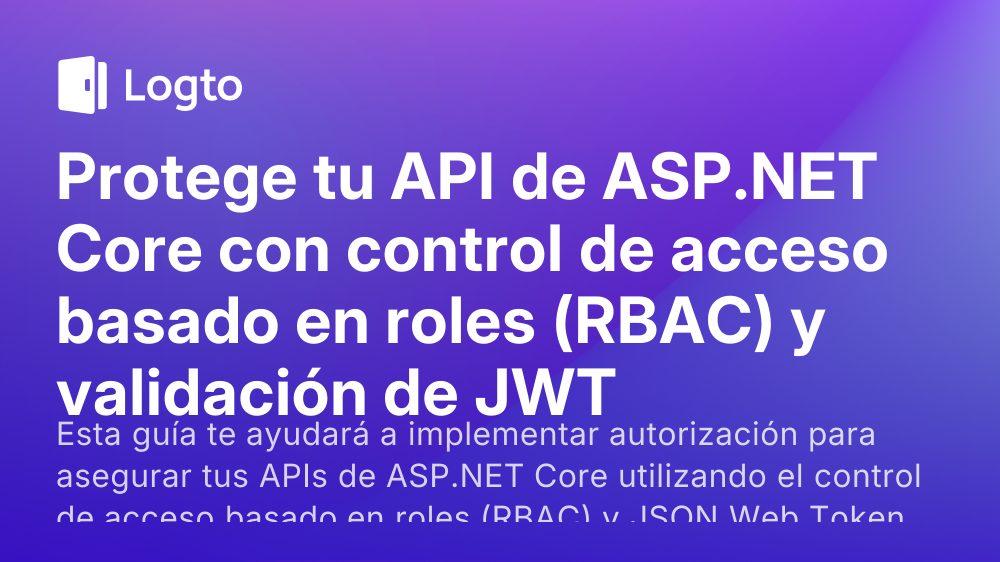 Logto
Protege tu API de ASP.NET
Core con control de acceso
basado en roles (RBAC) y
validación de JWT
Esta guía te ayudará a implementar autorización para
asegurar tus APIs de ASP.NET Core utilizando el control
de acceso basado en roles (RBAC) y JSON Web Token